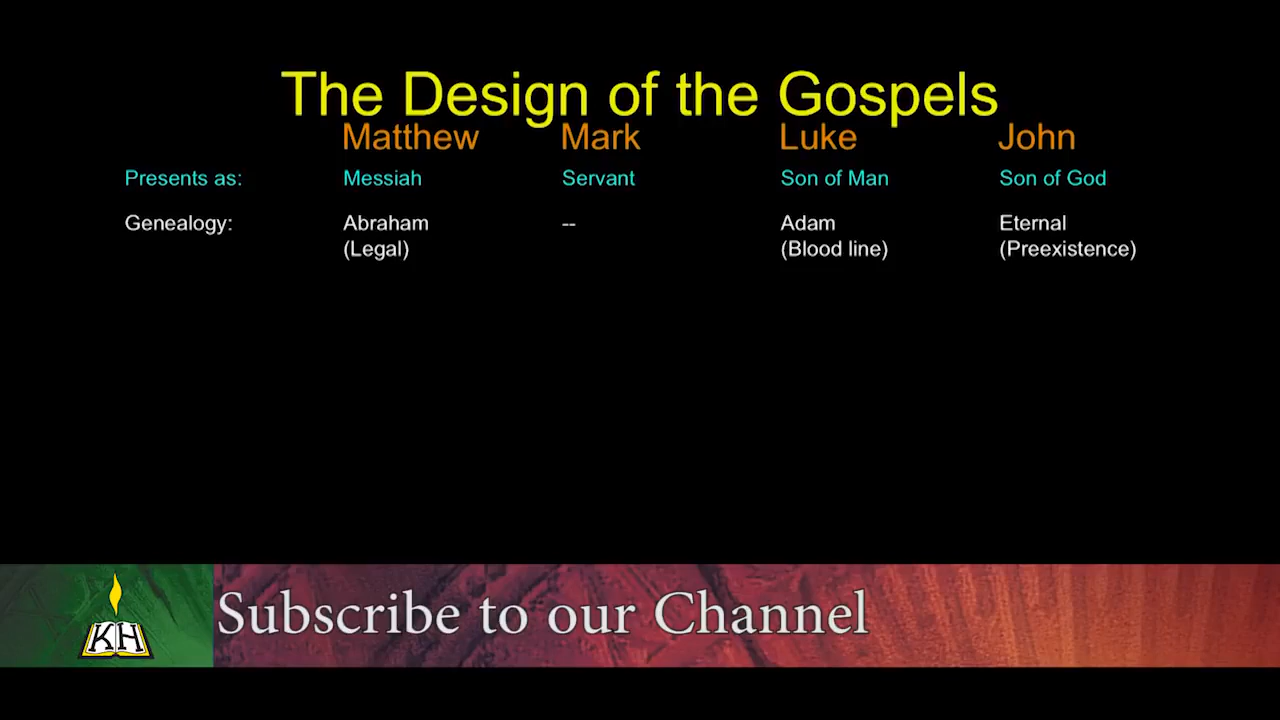 The Design of the Gospels
Matthew Mark Luke John
Presents as: Messiah Servant Son of Man Son of God
Genealogy: Abraham -- Adam Eternal
(Legal) (Blood line) (Preexistence)
KH Subscribe to our Channel